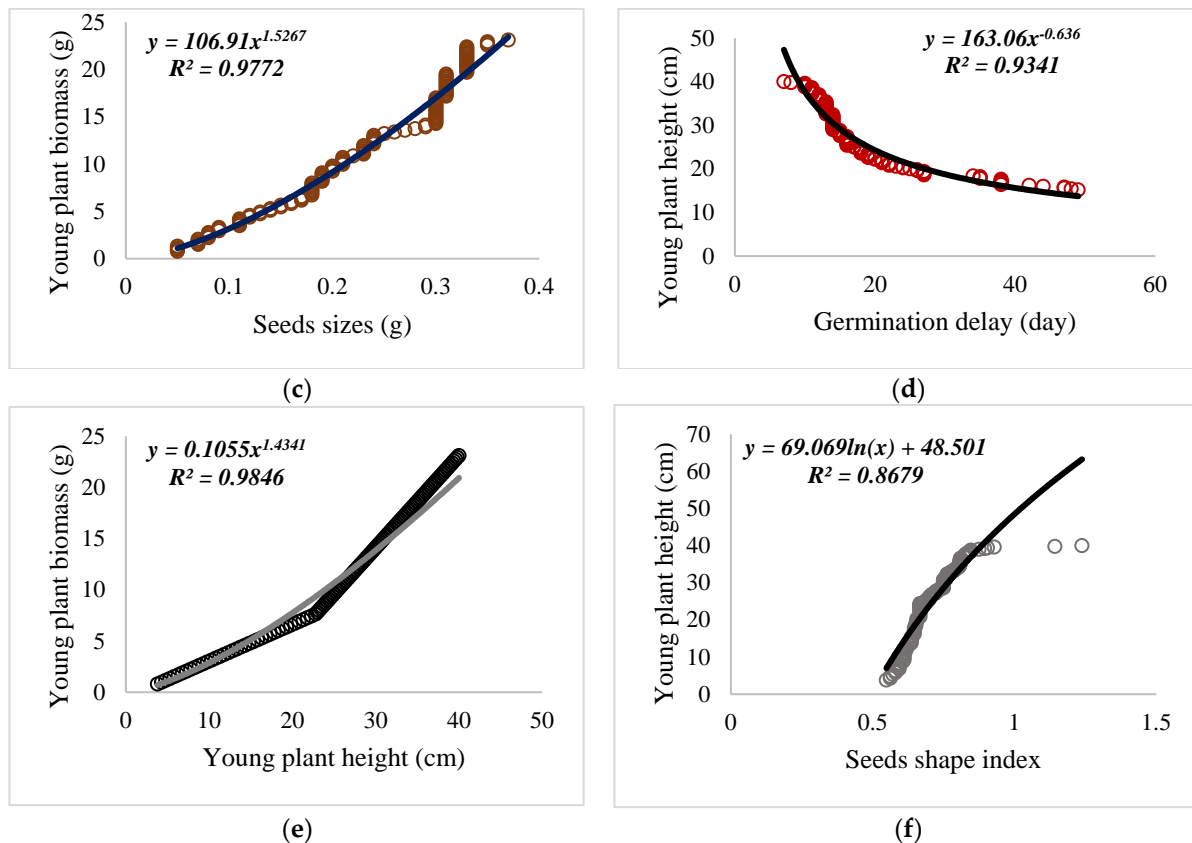 Young plant biomass (g)
25
20
15
10
5
0
y = 106.91x^1.5267
R² = 0.9772
0
0.1
0.2
0.3
0.4
Seeds sizes (g)
(c)
Young plant height (cm)
50
40
30
20
10
0
y = 163.06x^-0.636
R² = 0.9341
0
20
40
60
Germination delay (day)
(d)
Young plant biomass (g)
25
20
15
10
5
0
y = 0.1055x^1.4341
R² = 0.9846
0
10
20
30
40
50
Young plant height (cm)
(e)
Young plant height (cm)
70
60
50
40
30
20
10
0
y = 69.069ln(x) + 48.501
R² = 0.8679
0
0.5
1
1.5
Seeds shape index
(f)